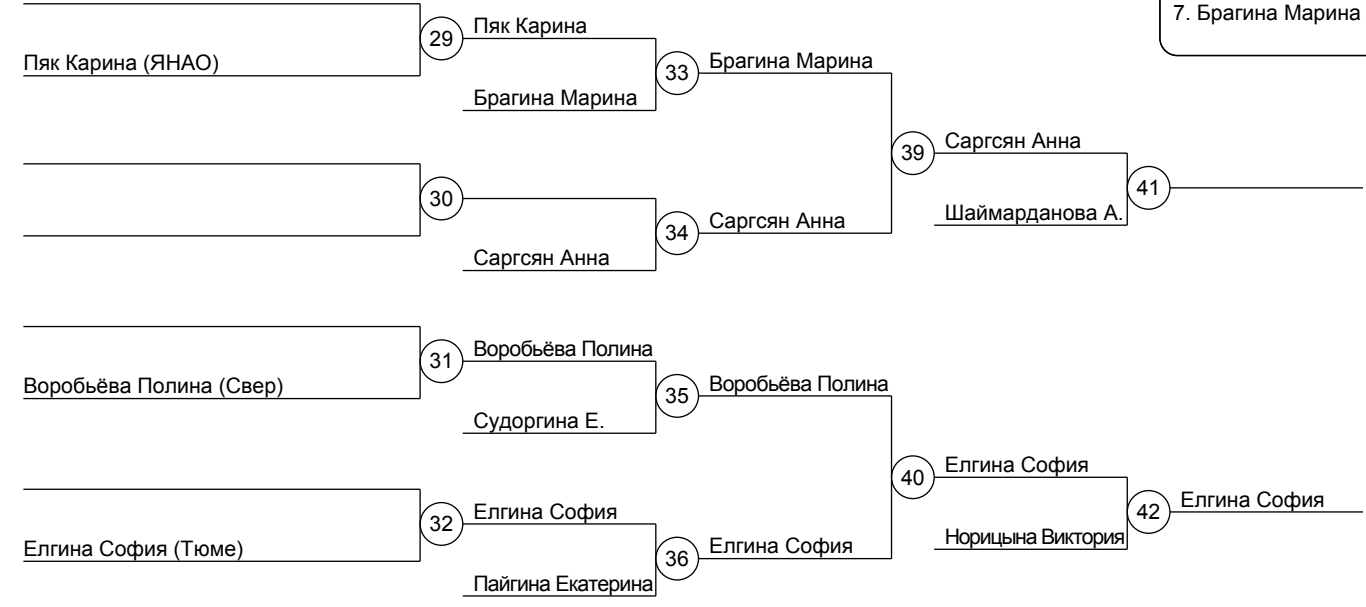 7. Брагина Марина
29
Пяк Карина
Пяк Карина (ЯНАО)
33
Брагина Марина
Брагина Марина
39
Саргсян Анна
30
41
Шаймарданова А.
34
Саргсян Анна
Саргсян Анна
31
Воробьёва Полина
Воробьёва Полина (Свер)
35
Воробьёва Полина
Судоргина Е.
40
Елгина София
32
Елгина София
42
Елгина София
Елгина София (Тюме)
36
Елгина София
Норицына Виктория
Пайгина Екатерина